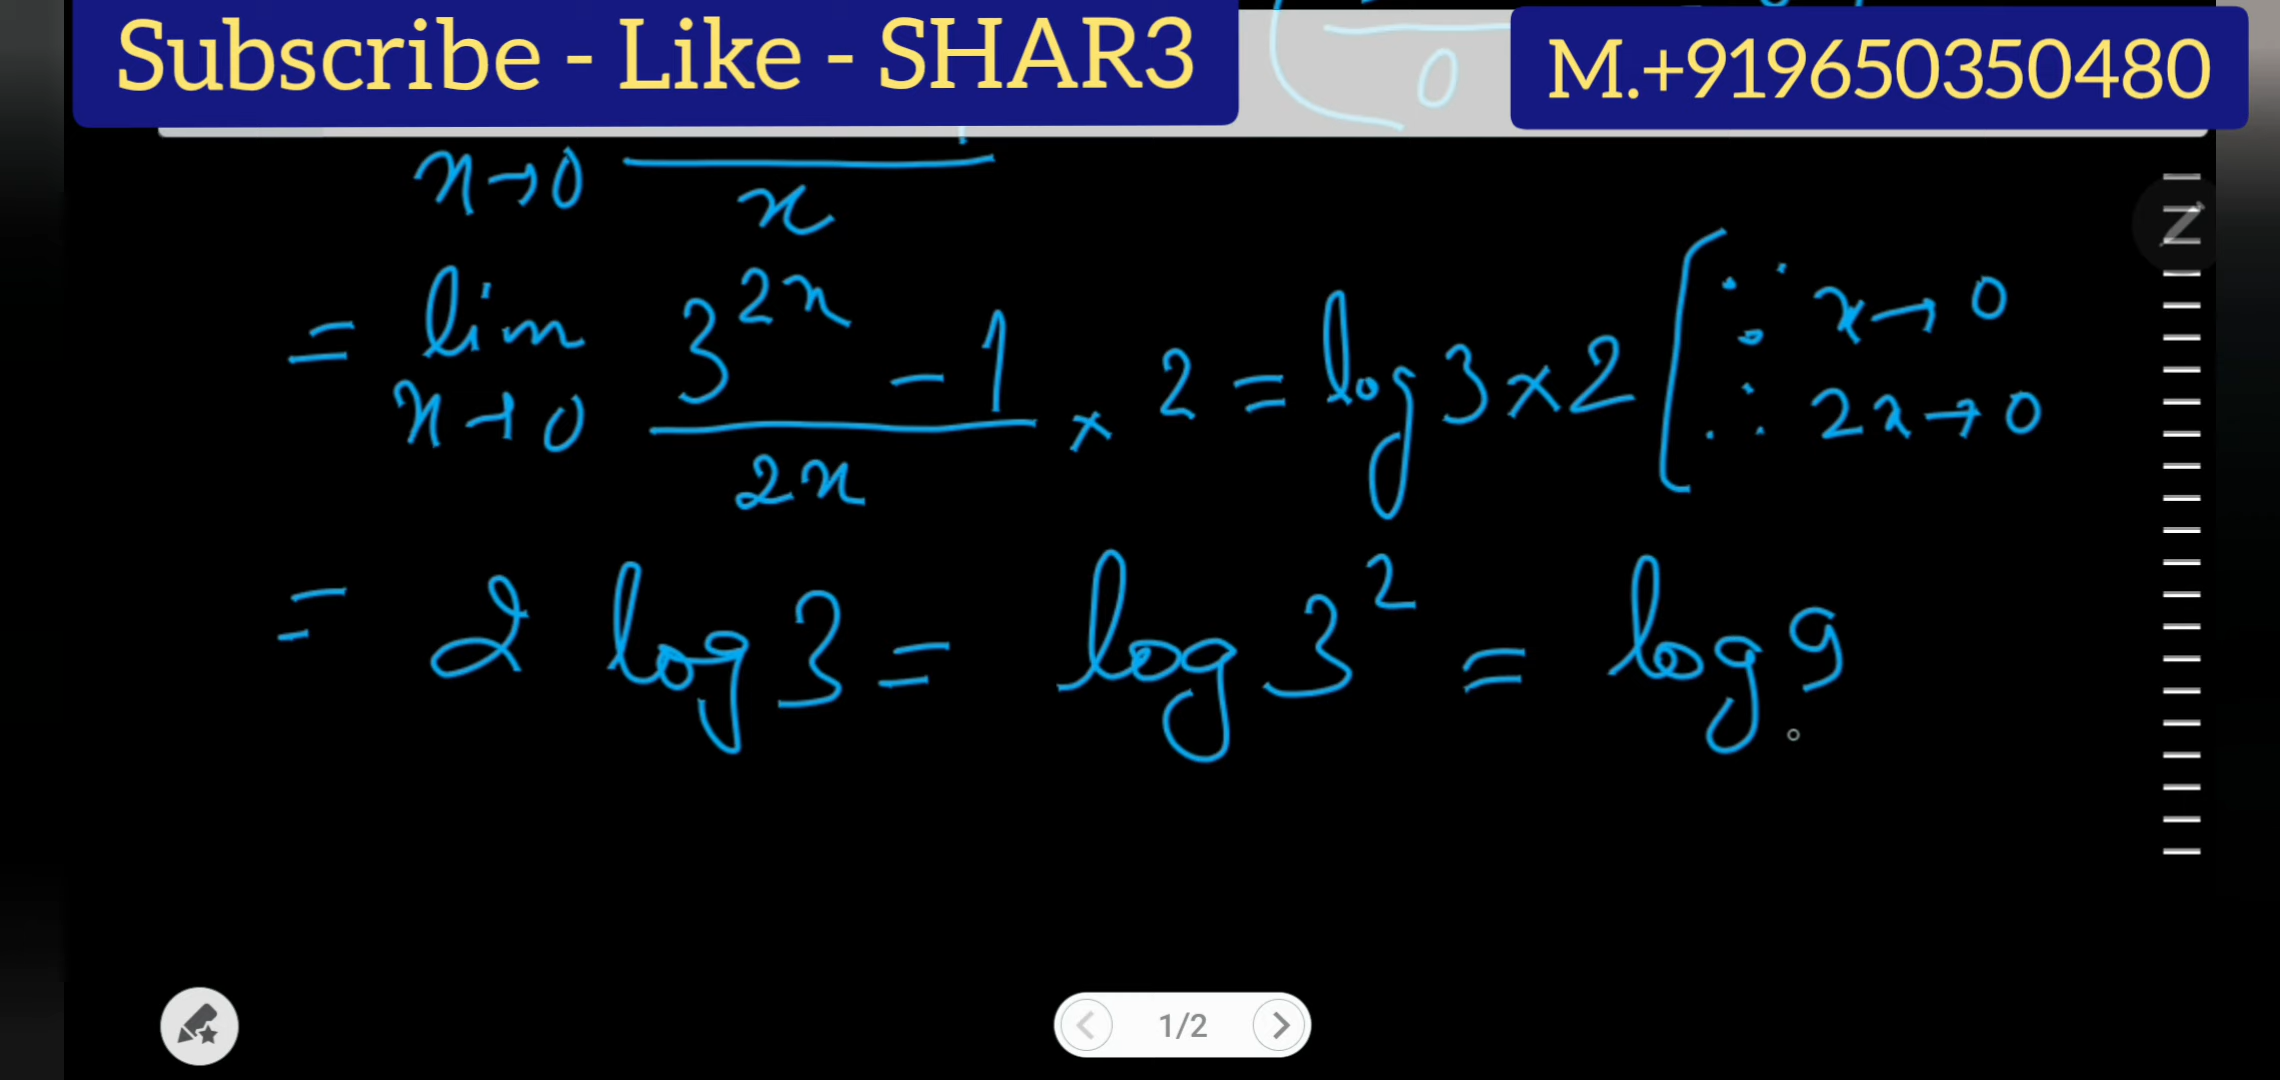 Subscribe - Like - SHAR3
M.+919650350480
0
x→0 x
= lim x→0 3^2x - 1 / 2x × 2 = log 3 × 2 [∵ x→0 ∴ 2x→0
= 2 log 3 = log 3^2 = log 9
1/2